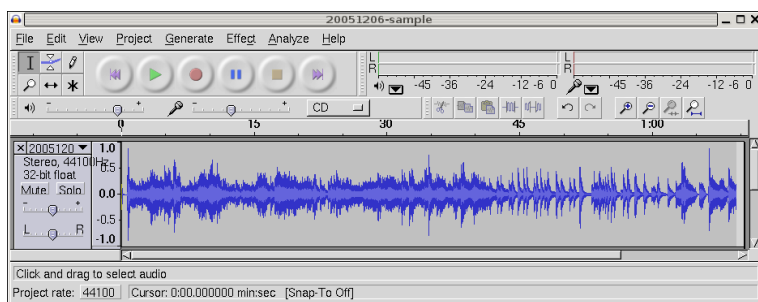 20051206-sample
File Edit View Project Generate Effect Analyze Help
L
R
-45 -36 -24 -12 -6 0
L
R
-45 -36 -24 -12 -6 0
- + - + CD
0 15 30 45 1:00
2005120
Stereo, 44100Hz
32-bit float
Mute Solo
- +
L R
1.0
0.5
0.0
-0.5
-1.0
Click and drag to select audio
Project rate: 44100 Cursor: 0:00.000000 min:sec [Snap-To Off]